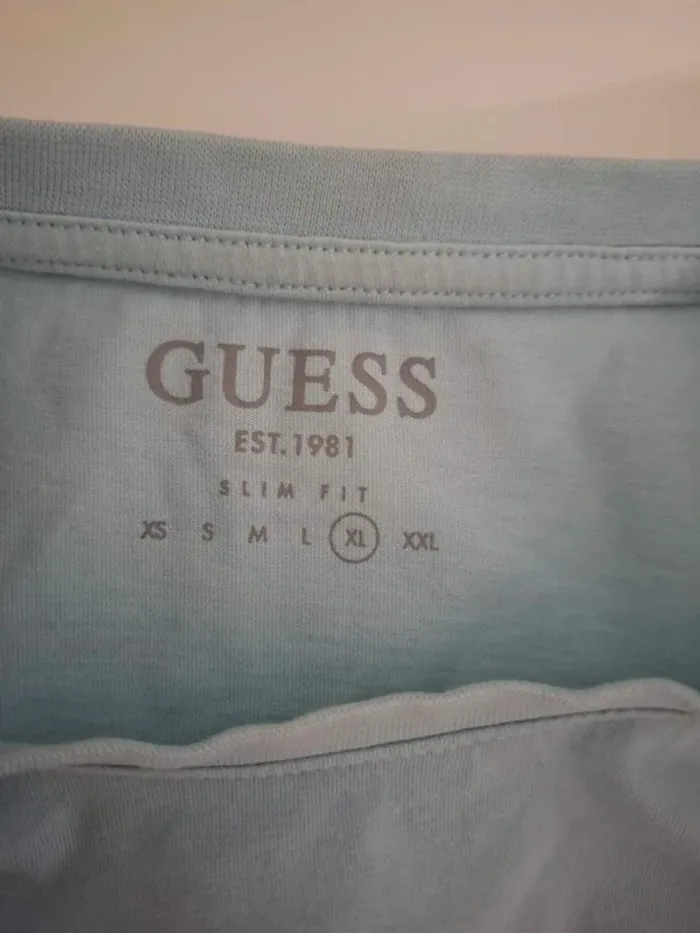 GUESS
EST.1981
SLIM FIT
XS S M L XL XXL